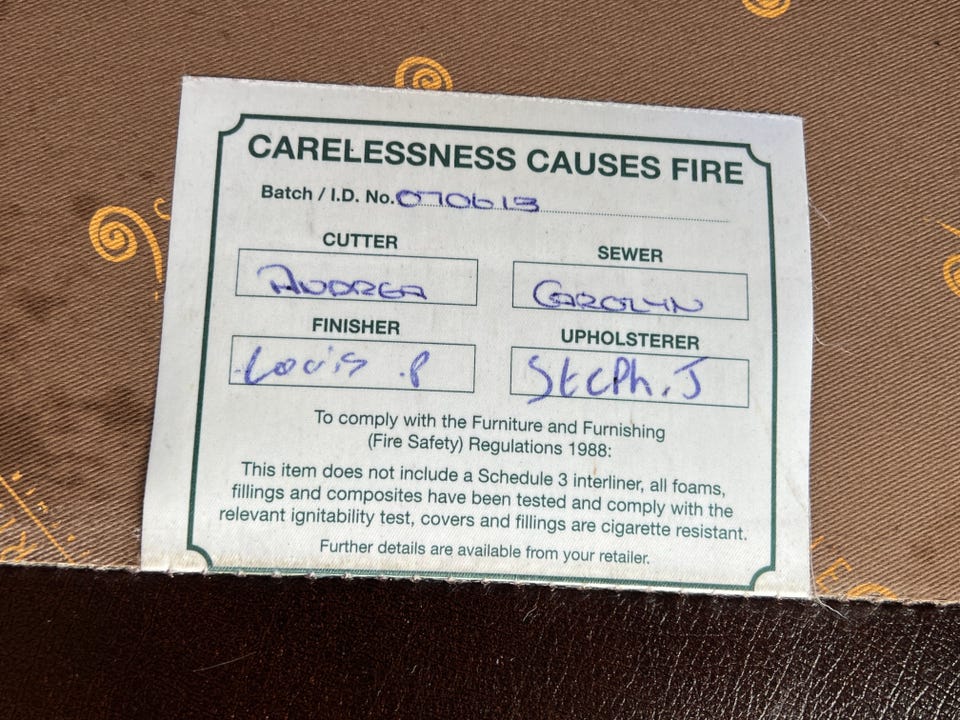 CARELESSNESS CAUSES FIRE
Batch / I.D. No. 070613
CUTTER
ANDREA
SEWER
CAROLYN
FINISHER
Louis .P
UPHOLSTERER
Steph.J
To comply with the Furniture and Furnishing
(Fire Safety) Regulations 1988:
This item does not include a Schedule 3 interliner, all foams,
fillings and composites have been tested and comply with the
relevant ignitability test, covers and fillings are cigarette resistant.
Further details are available from your retailer.